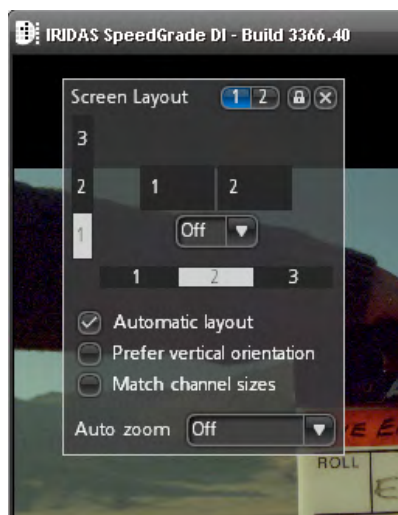 IRIDAS SpeedGrade DI - Build 3366.40
Screen Layout 1 2
3
2 1 2
1 Off
1 2 3
Automatic layout
Prefer vertical orientation
Match channel sizes
Auto zoom Off
ROLL